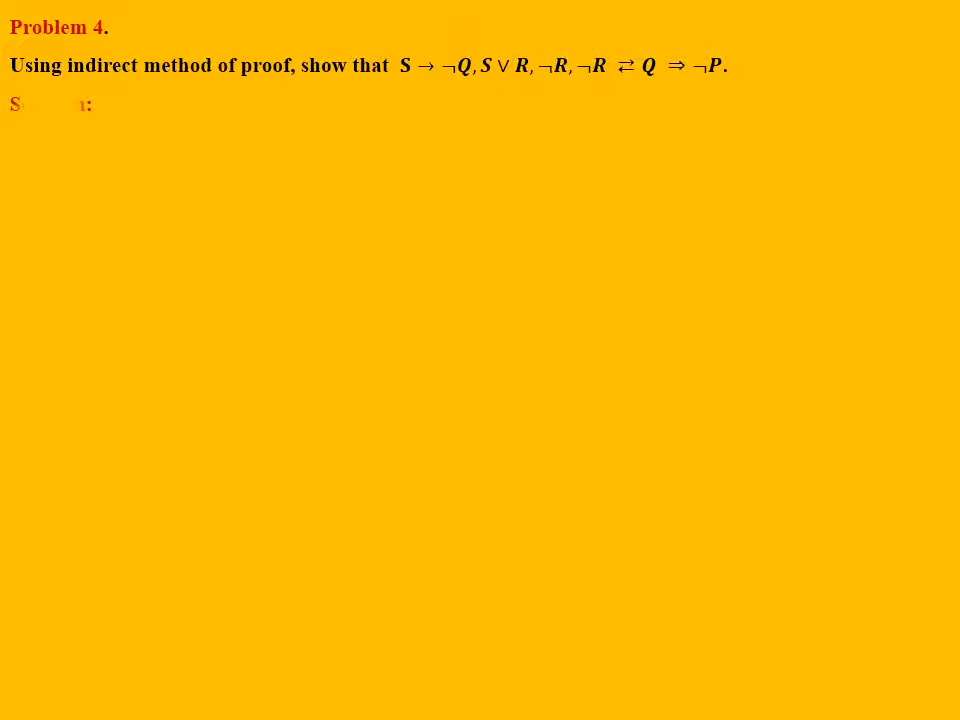 Problem 4.
Using indirect method of proof, show that S → ¬Q, S ∨ R, ¬R, ¬R ⇄ Q ⇒ ¬P.